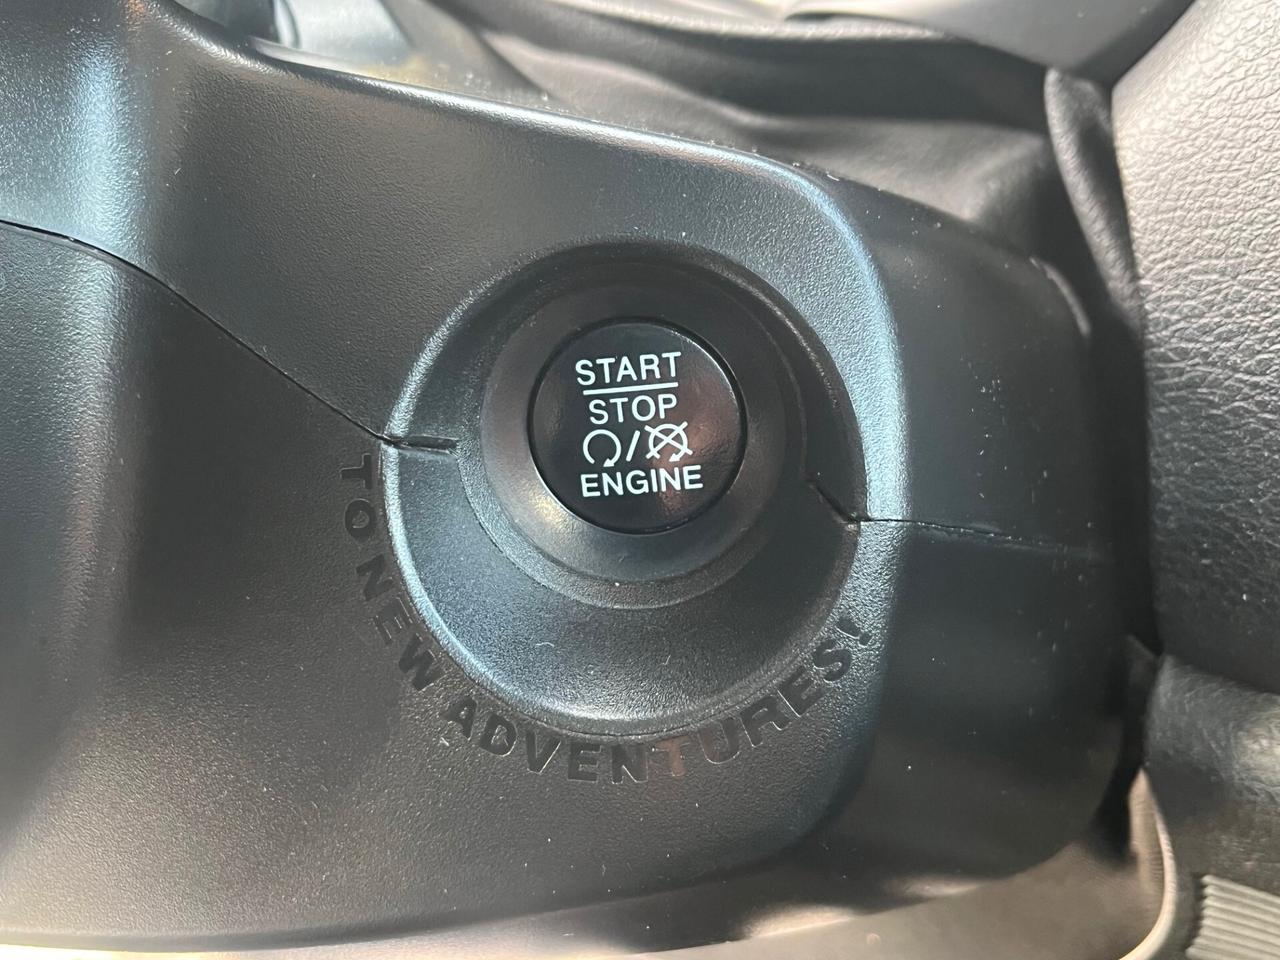 START
STOP
/
ENGINE
TO NEW ADVENTURES!